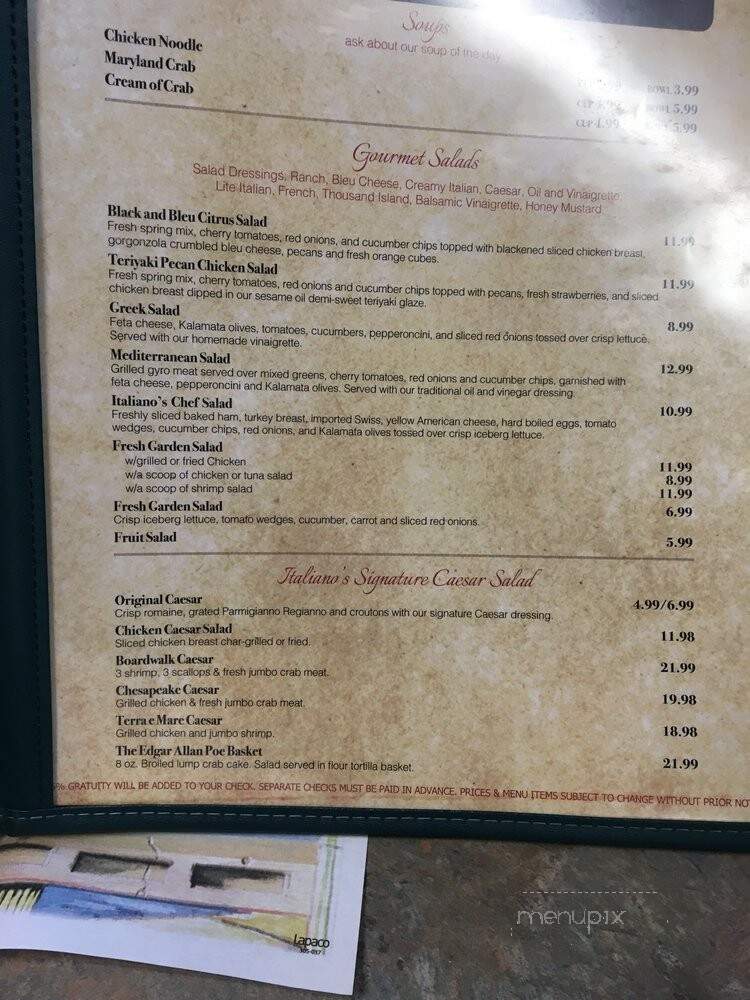 Soups
ask about our soup of the day
Chicken Noodle BOWL 3.99
Maryland Crab CUP BOWL 5.99
Cream of Crab CUP 4.99 5.99
Gourmet Salads
Salad Dressings, Ranch, Bleu Cheese, Creamy Italian, Caesar, Oil and Vinaigrette,
Lite Italian, French, Thousand Island, Balsamic Vinaigrette, Honey Mustard
Black and Bleu Citrus Salad
Fresh spring mix, cherry tomatoes, red onions, and cucumber chips topped with blackened sliced chicken breast, 11.99
gorgonzola crumbled bleu cheese, pecans and fresh orange cubes.
Teriyaki Pecan Chicken Salad 11.99
Fresh spring mix, cherry tomatoes, red onions and cucumber chips topped with pecans, fresh strawberries, and sliced
chicken breast dipped in our sesame oil demi-sweet teriyaki glaze.
Greek Salad 8.99
Feta cheese, Kalamata olives, tomatoes, cucumbers, pepperoncini, and sliced red onions tossed over crisp lettuce.
Served with our homemade vinaigrette.
Mediterranean Salad 12.99
Grilled gyro meat served over mixed greens, cherry tomatoes, red onions and cucumber chips, garnished with
feta cheese, pepperoncini and Kalamata olives. Served with our traditional oil and vinegar dressing.
Italiano's Chef Salad 10.99
Freshly sliced baked ham, turkey breast, imported Swiss, yellow American cheese, hard boiled eggs, tomato
wedges, cucumber chips, red onions, and Kalamata olives tossed over crisp iceberg lettuce.
Fresh Garden Salad
w/grilled or fried Chicken 11.99
w/a scoop of chicken or tuna salad 8.99
w/a scoop of shrimp salad 11.99
Fresh Garden Salad 6.99
Crisp iceberg lettuce, tomato wedges, cucumber, carrot and sliced red onions.
Fruit Salad 5.99
Italiano's Signature Caesar Salad
Original Caesar 4.99/6.99
Crisp romaine, grated Parmigianno Regianno and croutons with our signature Caesar dressing.
Chicken Caesar Salad 11.98
Sliced chicken breast char-grilled or fried.
Boardwalk Caesar 21.99
3 shrimp, 3 scallops & fresh jumbo crab meat.
Chesapeake Caesar 19.98
Grilled chicken & fresh jumbo crab meat.
Terra e Mare Caesar 18.98
Grilled chicken and jumbo shrimp.
The Edgar Allan Poe Basket 21.99
8 oz. Broiled lump crab cake. Salad served in flour tortilla basket.
% GRATUITY WILL BE ADDED TO YOUR CHECK. SEPARATE CHECKS MUST BE PAID IN ADVANCE. PRICES & MENU ITEMS SUBJECT TO CHANGE WITHOUT PRIOR NOT
Lapaco
menupix